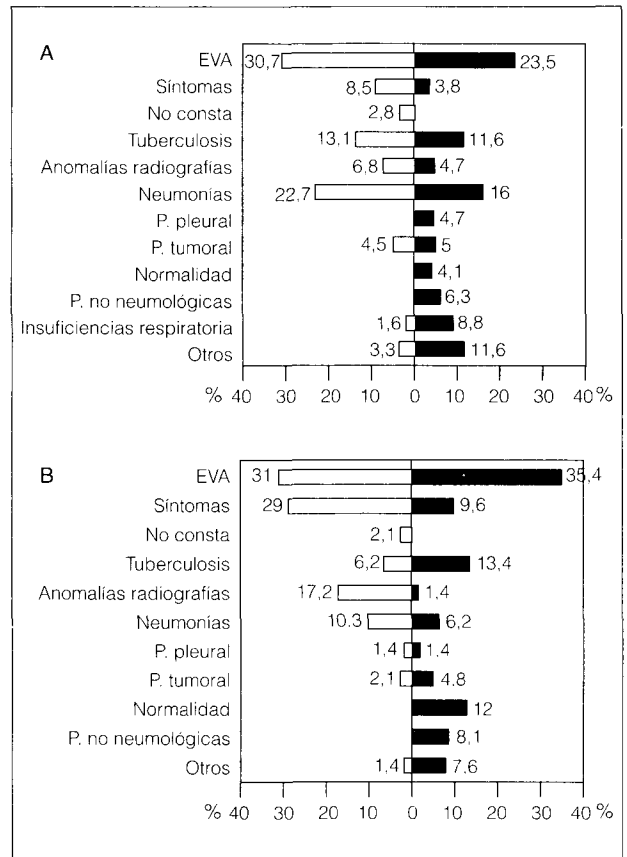 A
EVA 30,7 23,5
Síntomas 8,5 3,8
No consta 2,8
Tuberculosis 13,1 11,6
Anomalías radiografías 6,8 4,7
Neumonías 22,7 16
P. pleural 4,7
P. tumoral 4,5 5
Normalidad 4,1
P. no neumológicas 6,3
Insuficiencias respiratoria 1,6 8,8
Otros 3,3 11,6
% 40 30 20 10 0 10 20 30 40 %
B
EVA 31 35,4
Síntomas 29 9,6
No consta 2,1
Tuberculosis 6,2 13,4
Anomalías radiografías 17,2 1,4
Neumonías 10.3 6,2
P. pleural 1,4 1,4
P. tumoral 2,1 4.8
Normalidad 12
P. no neumológicas 8,1
Otros 1,4 7,6
% 40 30 20 10 0 10 20 30 40 %